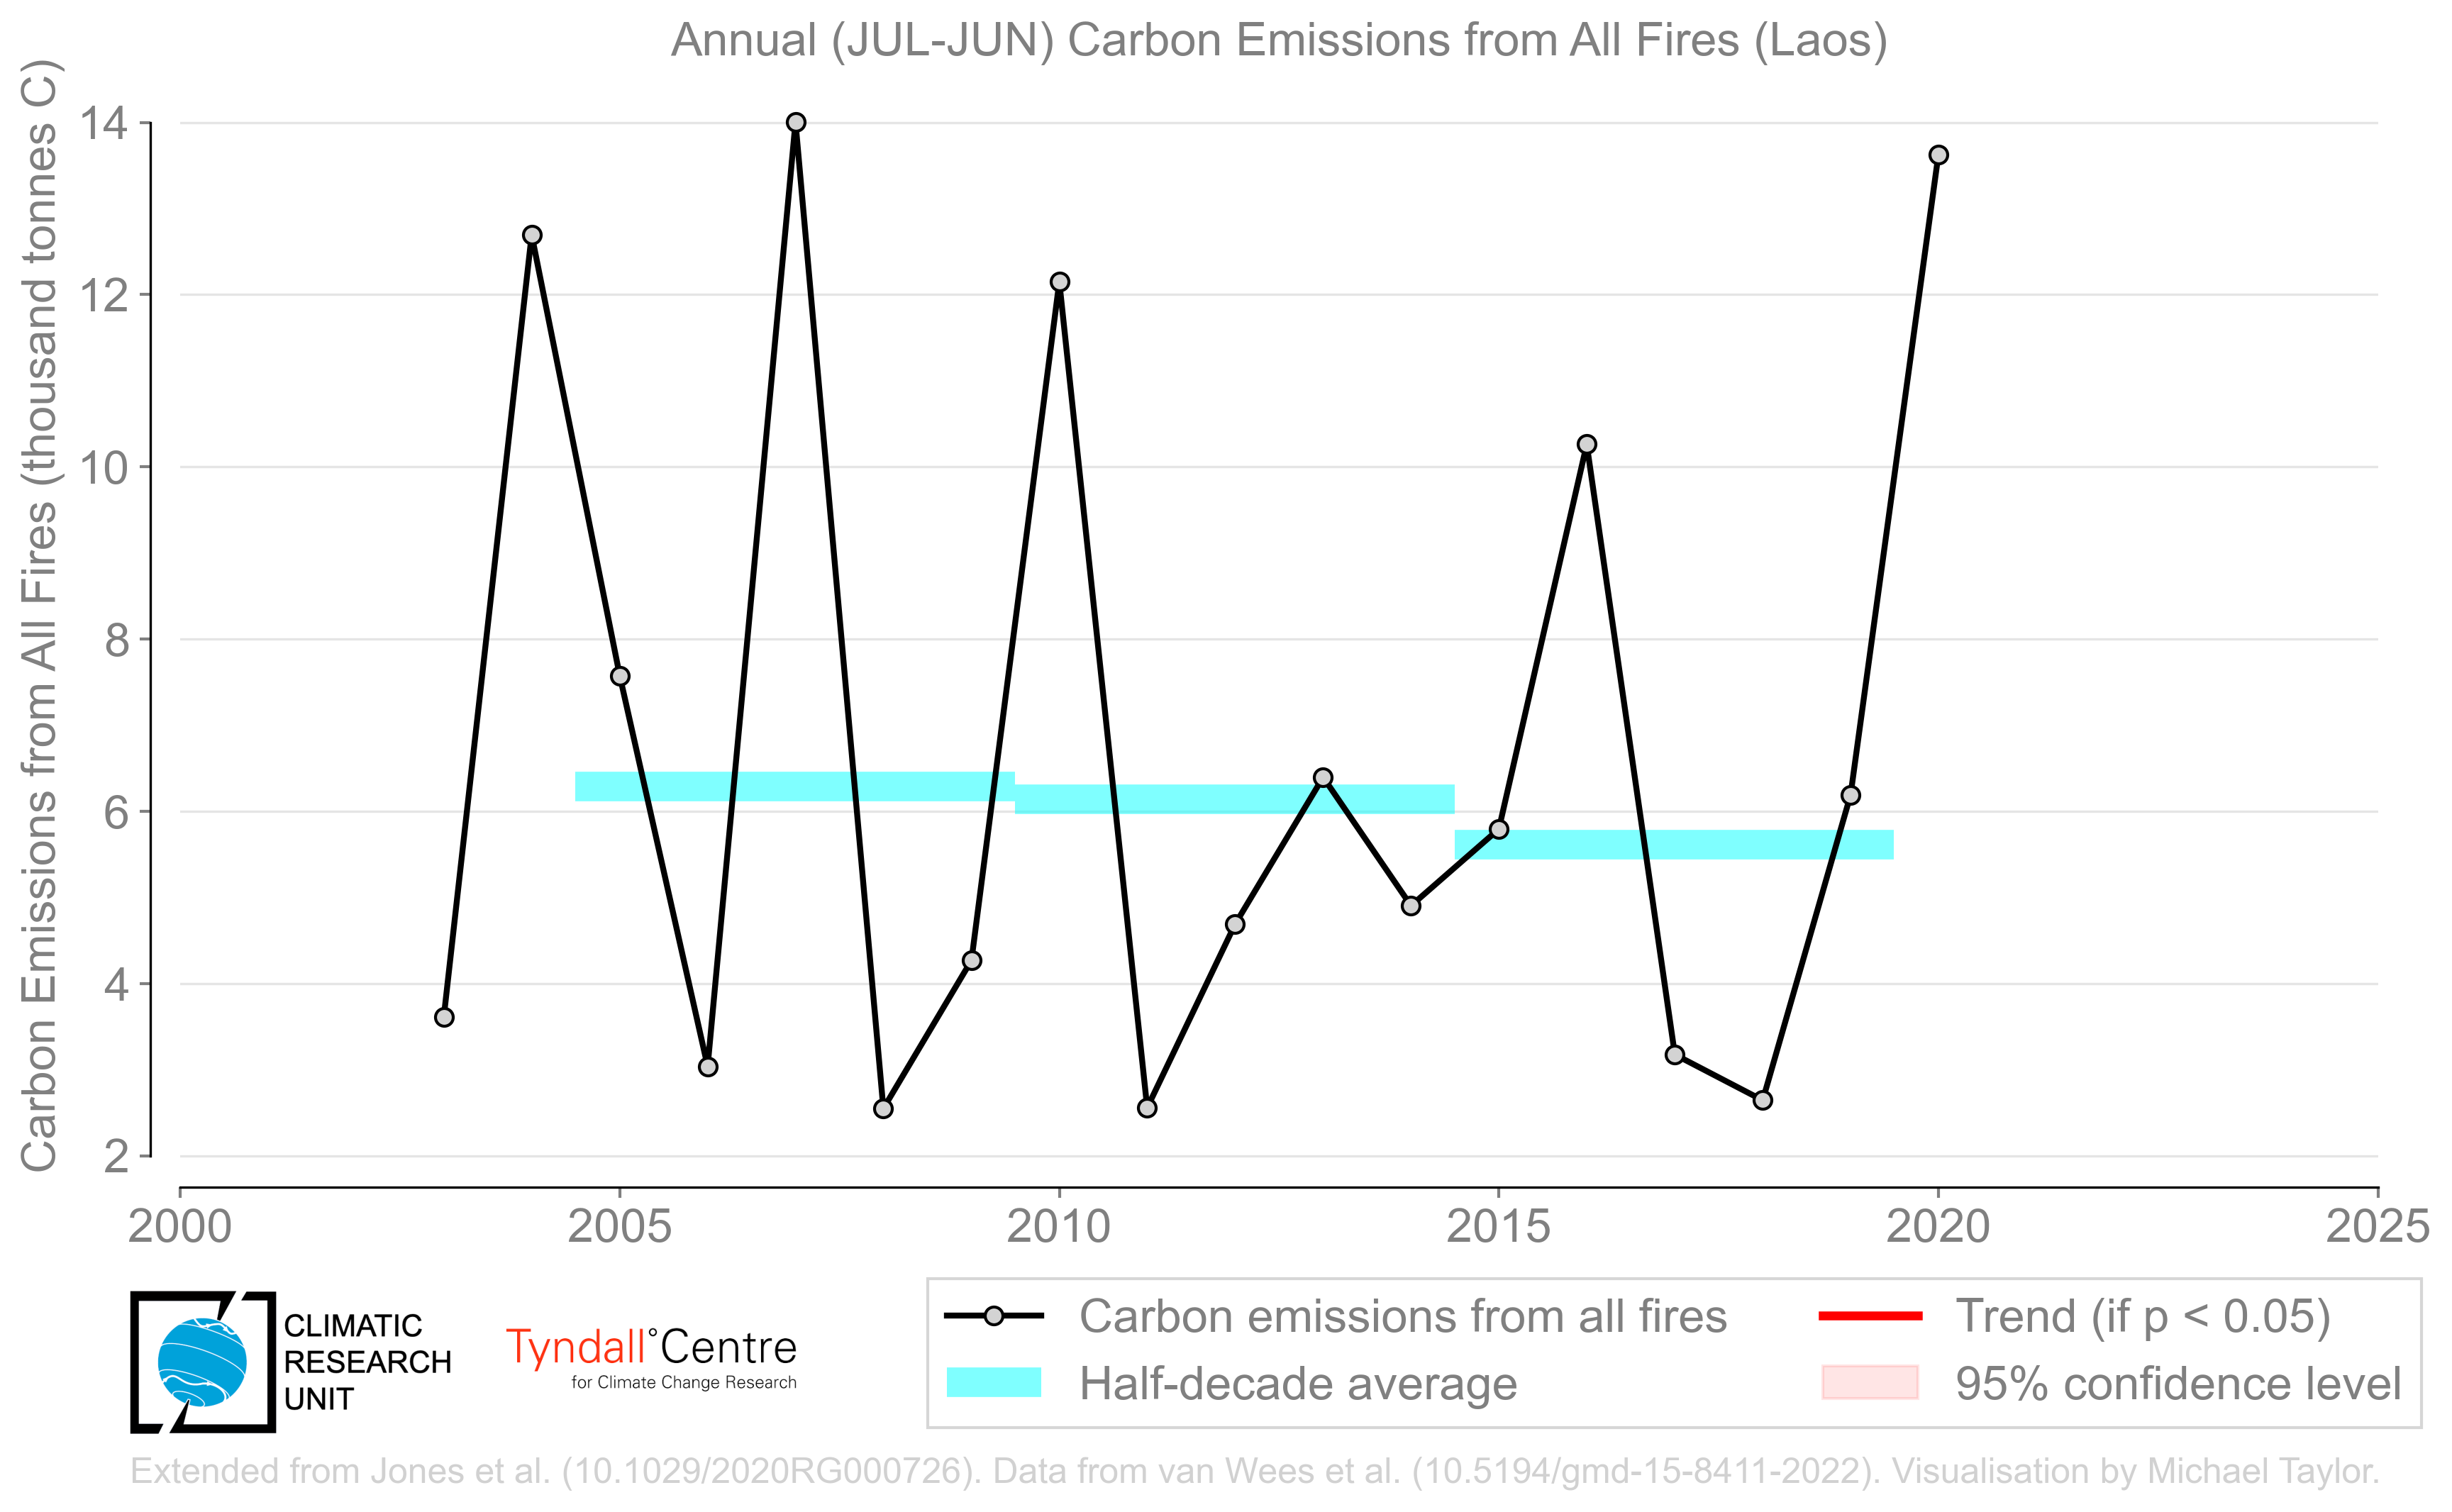 Annual (JUL-JUN) Carbon Emissions from All Fires (Laos)
Carbon Emissions from All Fires (thousand tonnes C)
14
12
10
8
6
4
2
2000 2005 2010 2015 2020 2025
CLIMATIC
RESEARCH
UNIT
Tyndall°Centre
for Climate Change Research
Carbon emissions from all fires
Half-decade average
Trend (if p < 0.05)
95% confidence level
Extended from Jones et al. (10.1029/2020RG000726). Data from van Wees et al. (10.5194/gmd-15-8411-2022). Visualisation by Michael Taylor.